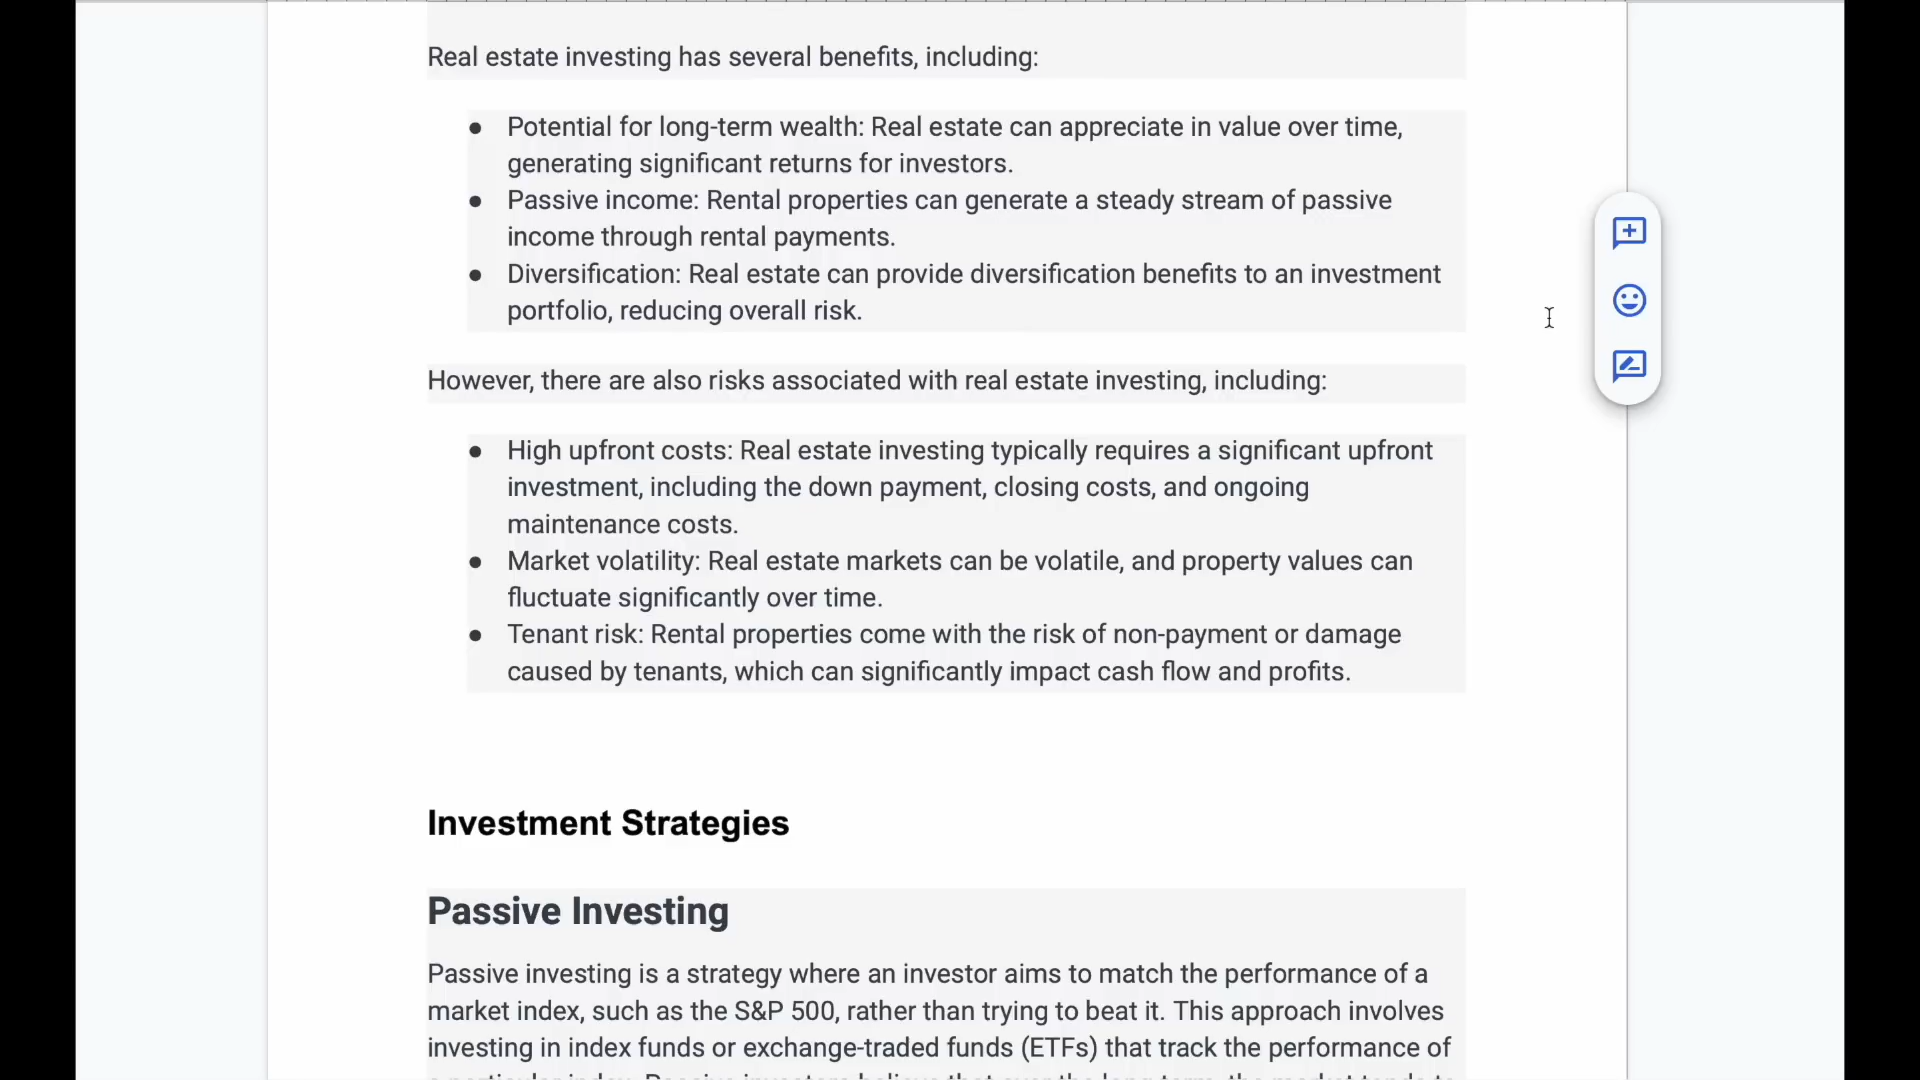 Real estate investing has several benefits, including:
● Potential for long-term wealth: Real estate can appreciate in value over time,
generating significant returns for investors.
● Passive income: Rental properties can generate a steady stream of passive
income through rental payments.
● Diversification: Real estate can provide diversification benefits to an investment
portfolio, reducing overall risk.
However, there are also risks associated with real estate investing, including:
● High upfront costs: Real estate investing typically requires a significant upfront
investment, including the down payment, closing costs, and ongoing
maintenance costs.
● Market volatility: Real estate markets can be volatile, and property values can
fluctuate significantly over time.
● Tenant risk: Rental properties come with the risk of non-payment or damage
caused by tenants, which can significantly impact cash flow and profits.
Investment Strategies
Passive Investing
Passive investing is a strategy where an investor aims to match the performance of a
market index, such as the S&P 500, rather than trying to beat it. This approach involves
investing in index funds or exchange-traded funds (ETFs) that track the performance of